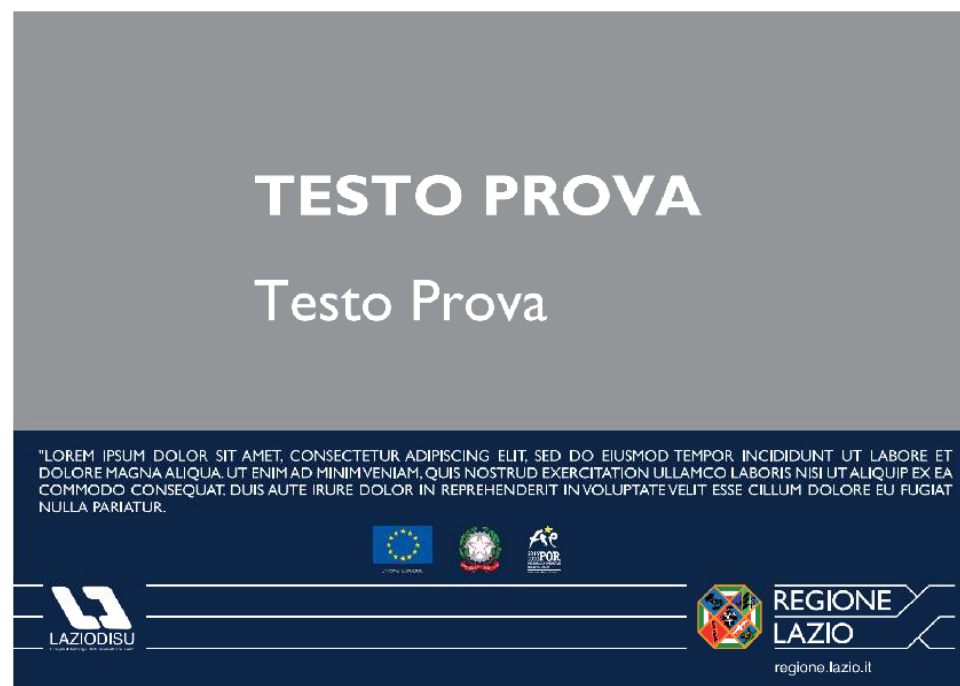 TESTO PROVA
Testo Prova
"LOREM IPSUM DOLOR SIT AMET, CONSECTETUR ADIPISCING ELIT, SED DO EIUSMOD TEMPOR INCIDIDUNT UT LABORE ET
DOLORE MAGNA ALIQUA. UT ENIM AD MINIM VENIAM, QUIS NOSTRUD EXERCITATION ULLAMCO LABORIS NISI UT ALIQUIP EX EA
COMMODO CONSEQUAT. DUIS AUTE IRURE DOLOR IN REPREHENDERIT IN VOLUPTATE VELIT ESSE CILLUM DOLORE EU FUGIAT
NULLA PARIATUR.
POR
LAZIODISU
REGIONE
LAZIO
regione.lazio.it